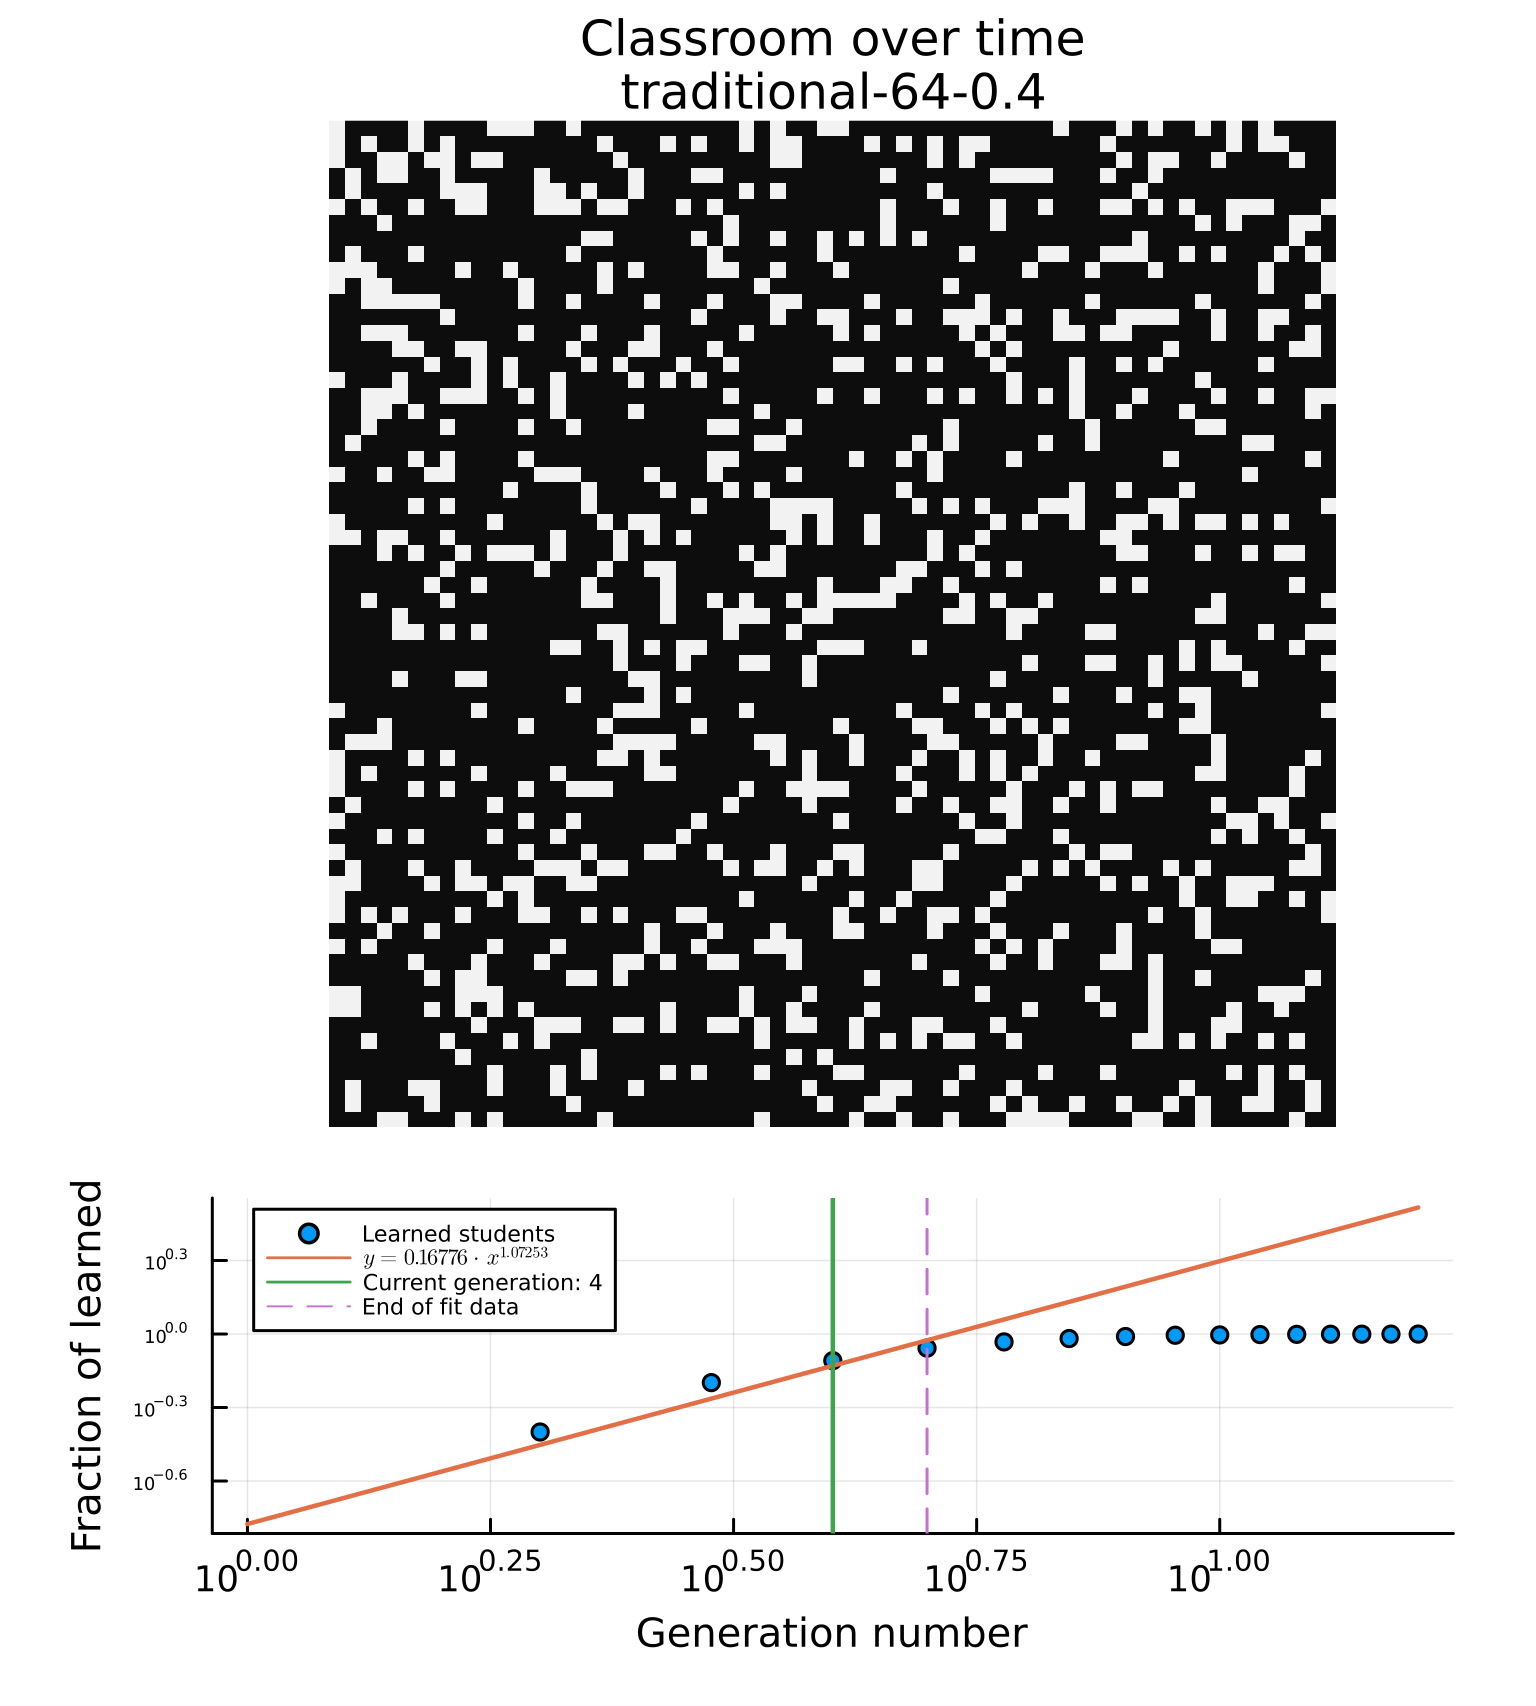 Classroom over time
traditional-64-0.4
Fraction of learned
Learned students
y = 0.16776 · x^1.07253
Current generation: 4
End of fit data
10^0.3
10^0.0
10^−0.3
10^−0.6
10^0.00 10^0.25 10^0.50 10^0.75 10^1.00
Generation number